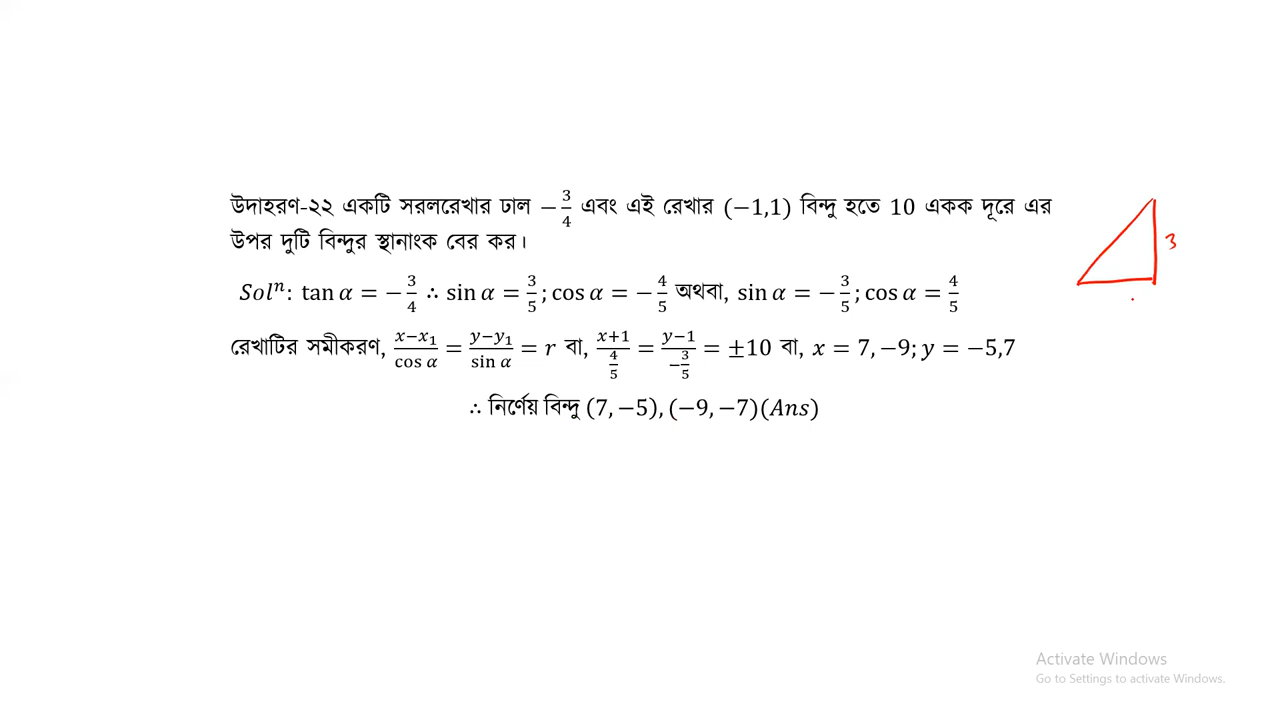 উদাহরণ-২২ একটি সরলরেখার ঢাল −3/4 এবং এই রেখার (−1,1) বিন্দু হতে 10 একক দূরে এর
উপর দুটি বিন্দুর স্থানাংক বের কর।
Solⁿ: tan α = −3/4 ∴ sin α = 3/5; cos α = −4/5 অথবা, sin α = −3/5; cos α = 4/5
রেখাটির সমীকরণ, (x−x₁)/(cos α) = (y−y₁)/(sin α) = r বা, (x+1)/(4/5) = (y−1)/(−3/5) = ±10 বা, x = 7, −9; y = −5,7
∴ নির্ণেয় বিন্দু (7, −5), (−9, −7)(Ans)
3
Activate Windows
Go to Settings to activate Windows.